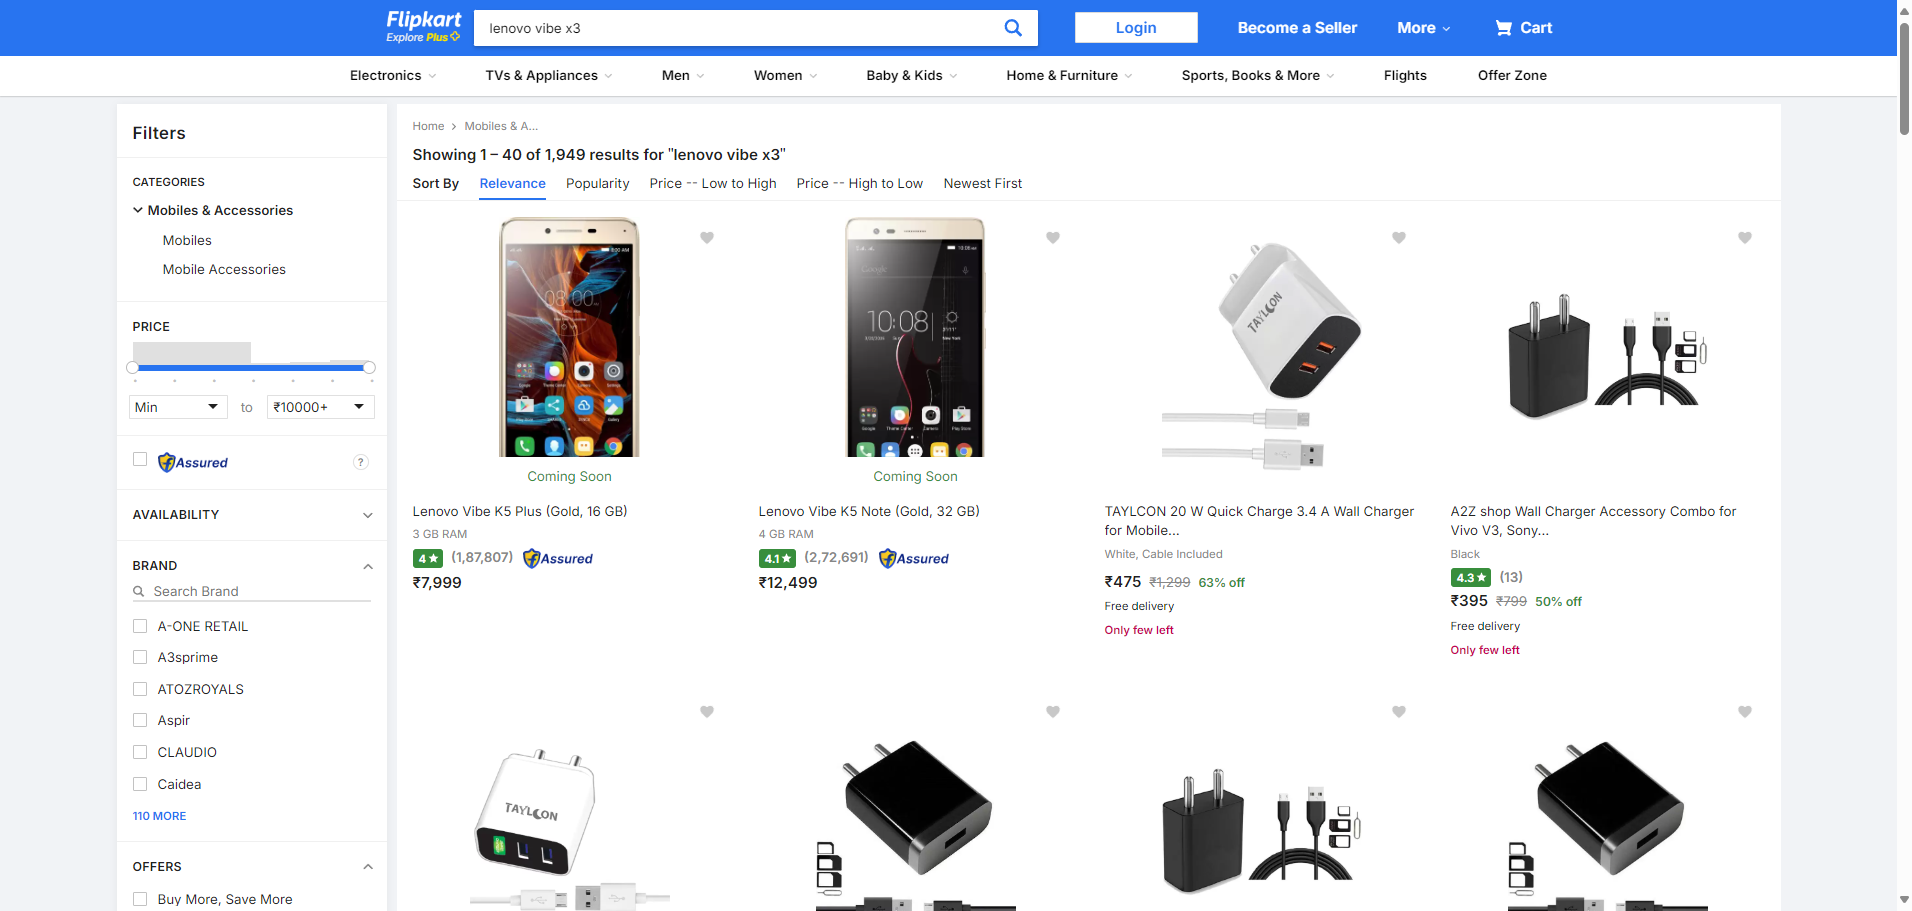 Flipkart
Explore Plus
lenovo vibe x3
Login
Become a Seller
More
Cart
Electronics
TVs & Appliances
Men
Women
Baby & Kids
Home & Furniture
Sports, Books & More
Flights
Offer Zone
Filters
CATEGORIES
Mobiles & Accessories
Mobiles
Mobile Accessories
PRICE
Min
to
₹10000+
Assured
?
AVAILABILITY
BRAND
Search Brand
A-ONE RETAIL
A3sprime
ATOZROYALS
Aspir
CLAUDIO
Caidea
110 MORE
OFFERS
Buy More, Save More
Home
Mobiles & A...
Showing 1 – 40 of 1,949 results for "lenovo vibe x3"
Sort By
Relevance
Popularity
Price -- Low to High
Price -- High to Low
Newest First
08:00
Coming Soon
Lenovo Vibe K5 Plus (Gold, 16 GB)
3 GB RAM
4
(1,87,807)
Assured
₹7,999
Google
10:08
Coming Soon
Lenovo Vibe K5 Note (Gold, 32 GB)
4 GB RAM
4.1
(2,72,691)
Assured
₹12,499
TAYLCON
TAYLCON 20 W Quick Charge 3.4 A Wall Charger
for Mobile...
White, Cable Included
₹475 ₹1,299 63% off
Free delivery
Only few left
A2Z shop Wall Charger Accessory Combo for
Vivo V3, Sony...
Black
4.3
(13)
₹395 ₹799 50% off
Free delivery
Only few left
TAYLCON